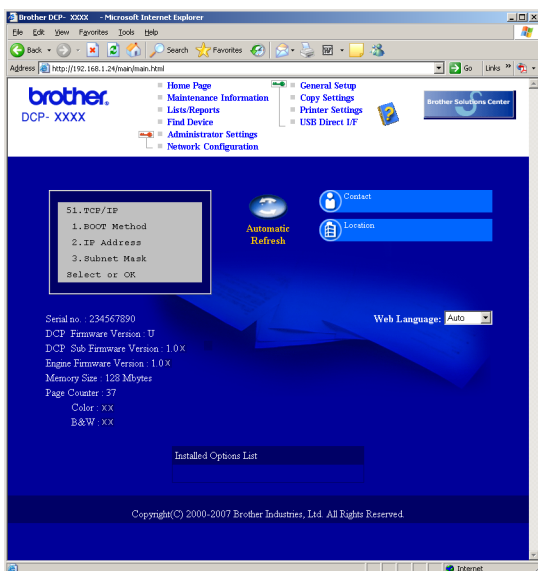 Brother DCP- XXXX - Microsoft Internet Explorer
File Edit View Favorites Tools Help
Back Search Favorites
Address http://192.168.1.24/main/main.html Go Links »
brother.
DCP- XXXX
Home Page
Maintenance Information
Lists/Reports
Find Device
Administrator Settings
Network Configuration
General Setup
Copy Settings
Printer Settings
USB Direct I/F
Brother Solutions Center
51.TCP/IP
1.BOOT Method
2.IP Address
3.Subnet Mask
Select or OK
Automatic
Refresh
Contact
Location
Serial no. : 234567890
DCP Firmware Version : U
DCP Sub Firmware Version : 1.0X
Engine Firmware Version : 1.0X
Memory Size : 128 Mbytes
Page Counter : 37
Color : XX
B&W : XX
Web Language: Auto
Installed Options List
Copyright(C) 2000-2007 Brother Industries, Ltd. All Rights Reserved.
Internet